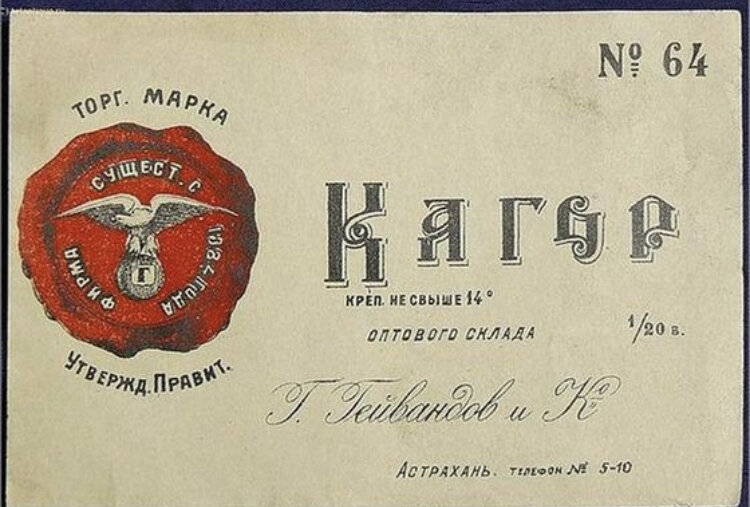 № 64
ТОРГ. МАРКА
СУЩЕСТ. С
1884 ГОДА
ФИРМА
Г
УТВЕРЖД. ПРАВИТ.
КАГОР
КРЕП. НЕ СВЫШЕ 14°
ОПТОВОГО СКЛАДА
1/20 в.
Г. Гейвандов и Ко
АСТРАХАНЬ. ТЕЛЕФОН № 5-10